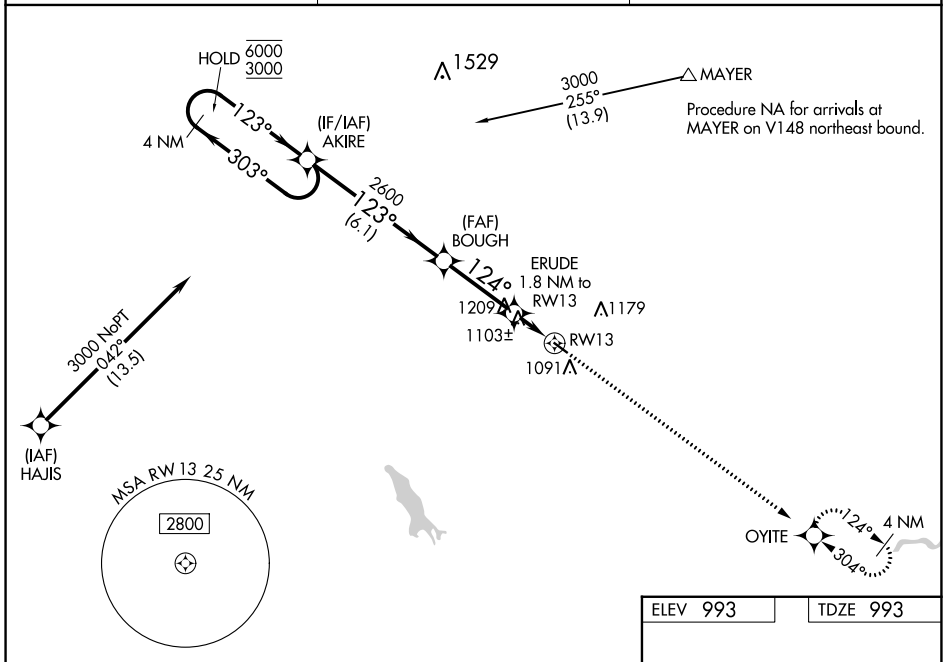 HOLD 6000
3000
1529
MAYER
3000
255°
(13.9)
Procedure NA for arrivals at
MAYER on V148 northeast bound.
123°
4 NM
303°
(IF/IAF)
AKIRE
2600
123°
(6.1)
(FAF)
BOUGH
124°
ERUDE
1.8 NM to
RW13
1209
1103±
1179
RW13
1091
3000 NoPT
042°
(13.5)
(IAF)
HAJIS
MSA RW 13 25 NM
2800
OYITE
124°
4 NM
304°
ELEV 993
TDZE 993